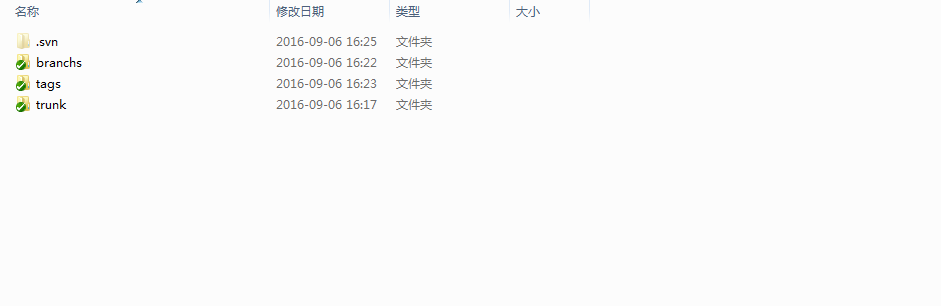 名称 修改日期 类型 大小
.svn 2016-09-06 16:25 文件夹
branchs 2016-09-06 16:22 文件夹
tags 2016-09-06 16:23 文件夹
trunk 2016-09-06 16:17 文件夹